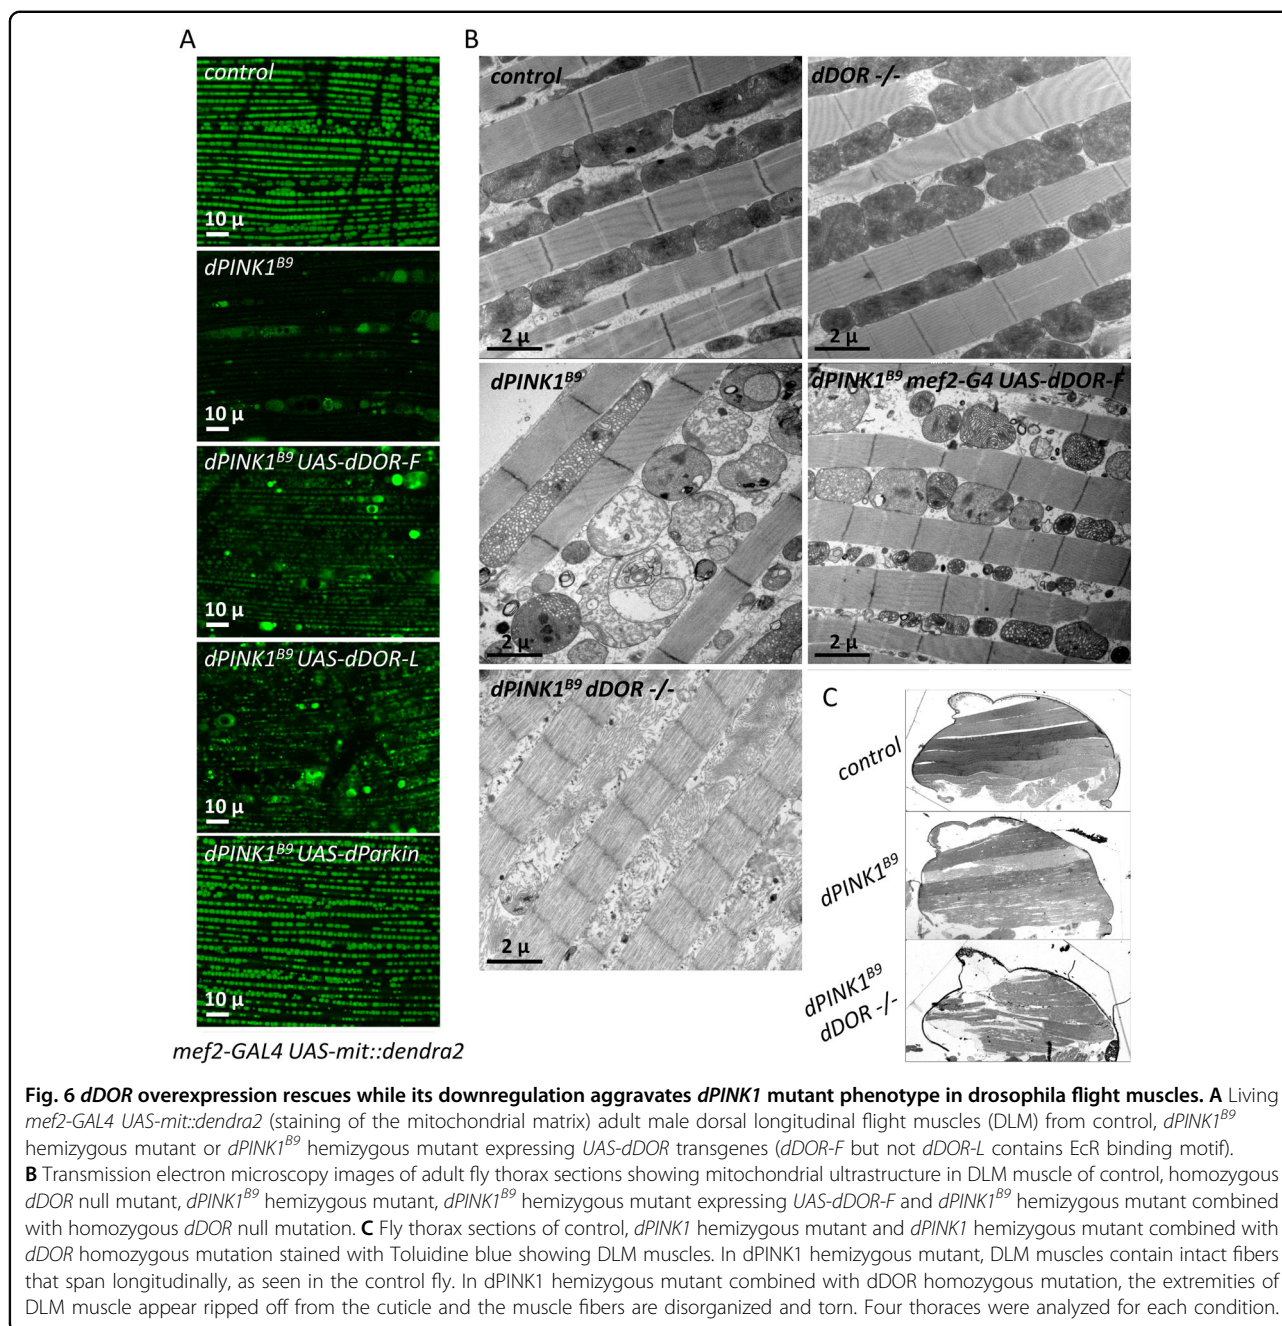 A
control
10 µ
dPINK1ᴮ⁹
10 µ
dPINK1ᴮ⁹ UAS-dDOR-F
10 µ
dPINK1ᴮ⁹ UAS-dDOR-L
10 µ
dPINK1ᴮ⁹ UAS-dParkin
10 µ
mef2-GAL4 UAS-mit::dendra2
B
control
2 µ
dDOR -/-
2 µ
dPINK1ᴮ⁹
2 µ
dPINK1ᴮ⁹ mef2-G4 UAS-dDOR-F
2 µ
dPINK1ᴮ⁹ dDOR -/-
2 µ
C
control
dPINK1ᴮ⁹
dPINK1ᴮ⁹
dDOR -/-
Fig. 6 dDOR overexpression rescues while its downregulation aggravates dPINK1 mutant phenotype in drosophila flight muscles. A Living
mef2-GAL4 UAS-mit::dendra2 (staining of the mitochondrial matrix) adult male dorsal longitudinal flight muscles (DLM) from control, dPINK1ᴮ⁹
hemizygous mutant or dPINK1ᴮ⁹ hemizygous mutant expressing UAS-dDOR transgenes (dDOR-F but not dDOR-L contains EcR binding motif).
B Transmission electron microscopy images of adult fly thorax sections showing mitochondrial ultrastructure in DLM muscle of control, homozygous
dDOR null mutant, dPINK1ᴮ⁹ hemizygous mutant, dPINK1ᴮ⁹ hemizygous mutant expressing UAS-dDOR-F and dPINK1ᴮ⁹ hemizygous mutant combined
with homozygous dDOR null mutation. C Fly thorax sections of control, dPINK1 hemizygous mutant and dPINK1 hemizygous mutant combined with
dDOR homozygous mutation stained with Toluidine blue showing DLM muscles. In dPINK1 hemizygous mutant, DLM muscles contain intact fibers
that span longitudinally, as seen in the control fly. In dPINK1 hemizygous mutant combined with dDOR homozygous mutation, the extremities of
DLM muscle appear ripped off from the cuticle and the muscle fibers are disorganized and torn. Four thoraces were analyzed for each condition.